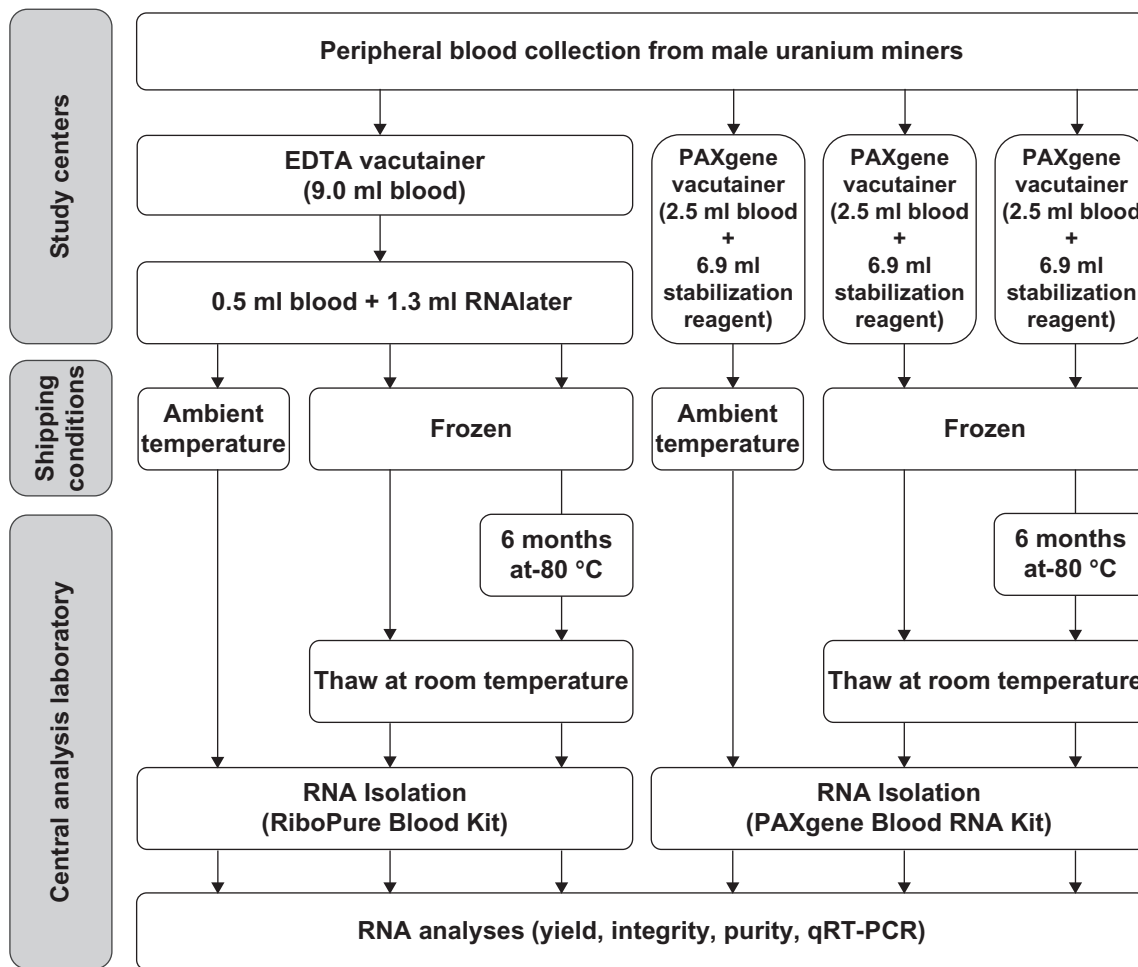 Study centers
Peripheral blood collection from male uranium miners
EDTA vacutainer
(9.0 ml blood)
0.5 ml blood + 1.3 ml RNAlater
PAXgene
vacutainer
(2.5 ml blood
+
6.9 ml
stabilization
reagent)
PAXgene
vacutainer
(2.5 ml blood
+
6.9 ml
stabilization
reagent)
PAXgene
vacutainer
(2.5 ml blood
+
6.9 ml
stabilization
reagent)
Shipping
conditions
Ambient
temperature
Frozen
Ambient
temperature
Frozen
Central analysis laboratory
6 months
at-80 °C
6 months
at-80 °C
Thaw at room temperature
Thaw at room temperature
RNA Isolation
(RiboPure Blood Kit)
RNA Isolation
(PAXgene Blood RNA Kit)
RNA analyses (yield, integrity, purity, qRT-PCR)